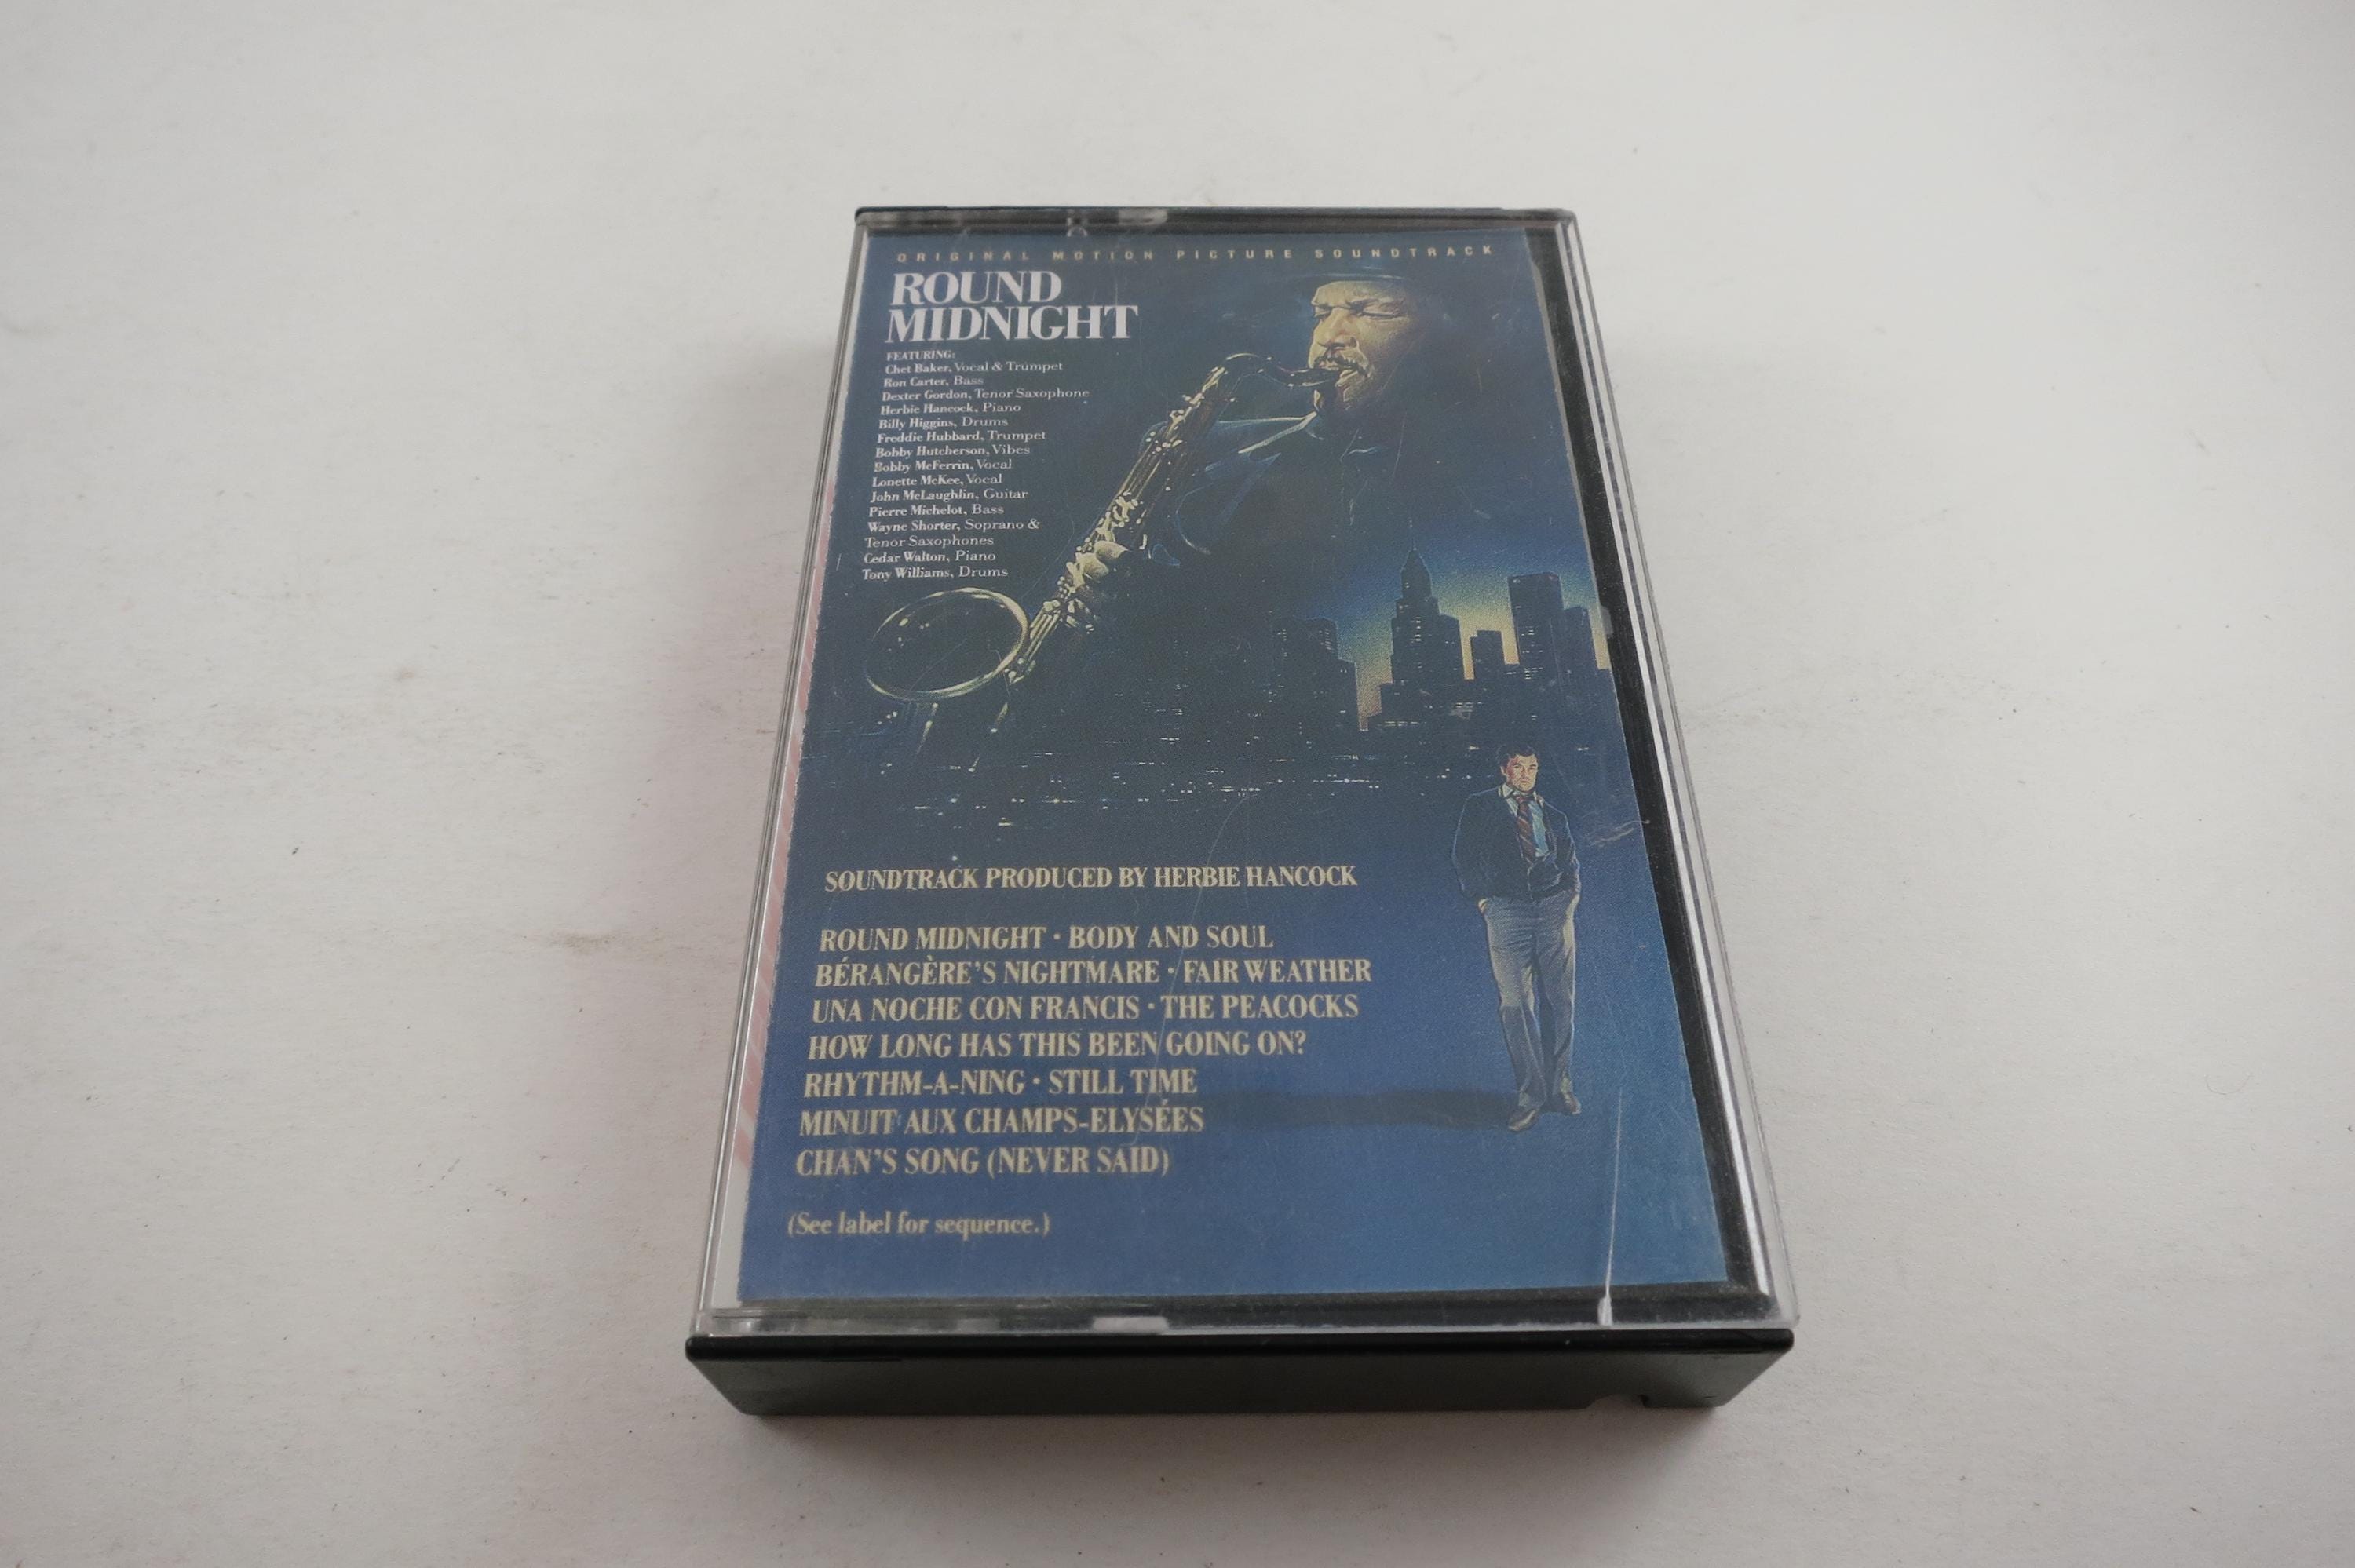 ORIGINAL MOTION PICTURE SOUNDTRACK
ROUND
MIDNIGHT
FEATURING:
Chet Baker, Vocal & Trumpet
Ron Carter, Bass
Dexter Gordon, Tenor Saxophone
Herbie Hancock, Piano
Billy Higgins, Drums
Freddie Hubbard, Trumpet
Bobby Hutcherson, Vibes
Bobby McFerrin, Vocal
Lonette McKee, Vocal
John McLaughlin, Guitar
Pierre Michelot, Bass
Wayne Shorter, Soprano &
Tenor Saxophones
Cedar Walton, Piano
Tony Williams, Drums
SOUNDTRACK PRODUCED BY HERBIE HANCOCK
ROUND MIDNIGHT • BODY AND SOUL
BÉRANGÈRE'S NIGHTMARE • FAIR WEATHER
UNA NOCHE CON FRANCIS • THE PEACOCKS
HOW LONG HAS THIS BEEN GOING ON?
RHYTHM-A-NING • STILL TIME
MINUIT AUX CHAMPS-ELYSÉES
CHAN'S SONG (NEVER SAID)
(See label for sequence.)